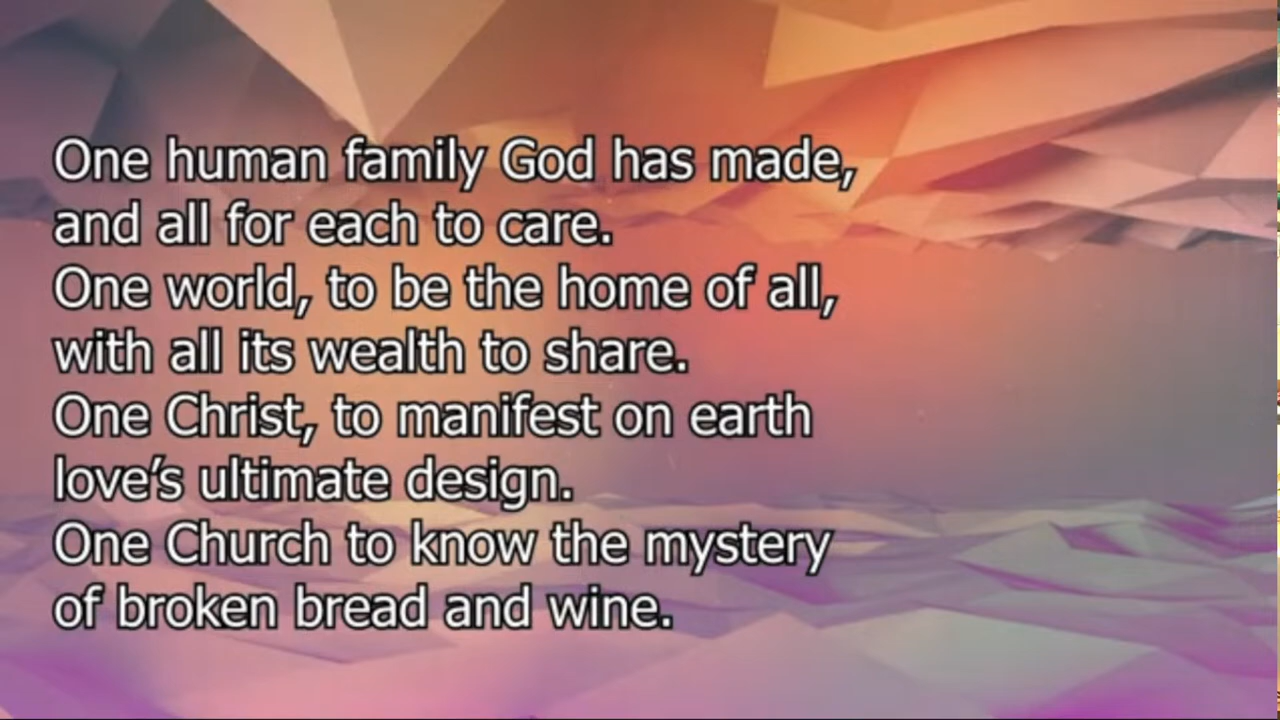 One human family God has made,
and all for each to care.
One world, to be the home of all,
with all its wealth to share.
One Christ, to manifest on earth
love’s ultimate design.
One Church to know the mystery
of broken bread and wine.